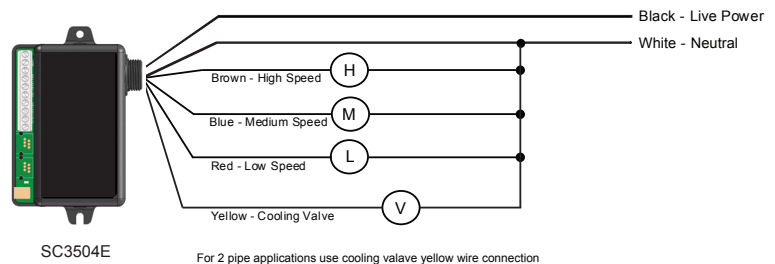 Black - Live Power
White - Neutral
Brown - High Speed
H
Blue - Medium Speed
M
Red - Low Speed
L
Yellow - Cooling Valve
V
SC3504E
For 2 pipe applications use cooling valave yellow wire connection